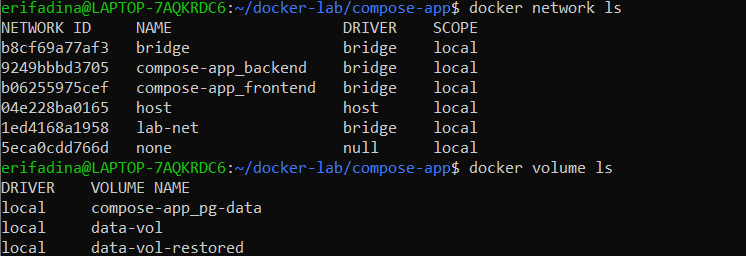 erifadina@LAPTOP-7AQKRDC6:~/docker-lab/compose-app$ docker network ls
NETWORK ID     NAME                   DRIVER    SCOPE
b8cf69a77af3   bridge                 bridge    local
9249bbbd3705   compose-app_backend    bridge    local
b06255975cef   compose-app_frontend   bridge    local
04e228ba0165   host                   host      local
1ed4168a1958   lab-net                bridge    local
5eca0cdd766d   none                   null      local
erifadina@LAPTOP-7AQKRDC6:~/docker-lab/compose-app$ docker volume ls
DRIVER    VOLUME NAME
local     compose-app_pg-data
local     data-vol
local     data-vol-restored